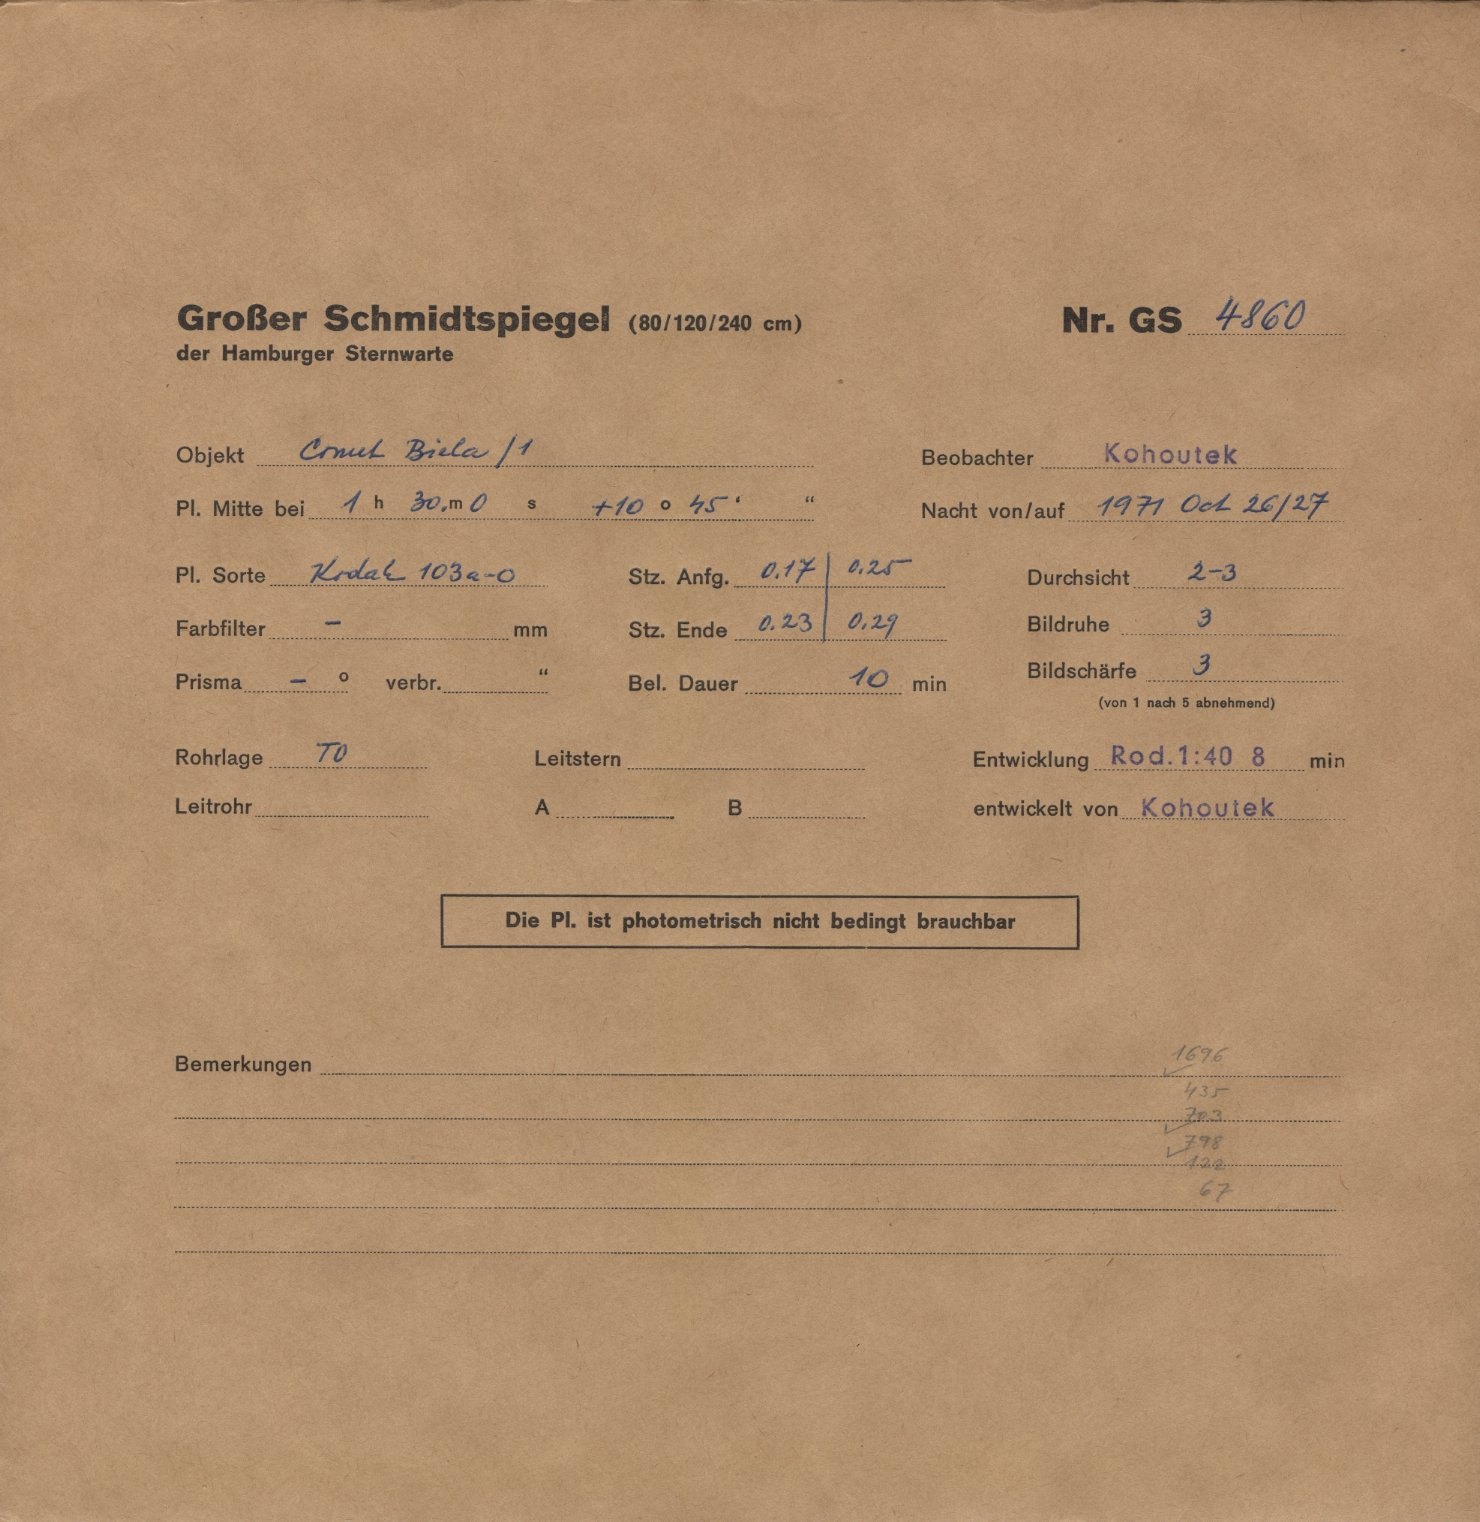 Großer Schmidtspiegel (80/120/240 cm) Nr. GS 4860
der Hamburger Sternwarte
Objekt Comet Biela /1 Beobachter Kohoutek
Pl. Mitte bei 1 h 30.m 0 s +10 o 45 ‘ “ Nacht von/auf 1971 Oct 26/27
Pl. Sorte Kodak 103a-O Stz. Anfg. 0.17 | 0.25 Durchsicht 2-3
Farbfilter – mm Stz. Ende 0.23 | 0.29 Bildruhe 3
Prisma – o verbr. “ Bel. Dauer 10 min Bildschärfe 3
(von 1 nach 5 abnehmend)
Rohrlage TO Leitstern Entwicklung Rod.1:40 8 min
Leitrohr A B entwickelt von Kohoutek
Die Pl. ist photometrisch nicht bedingt brauchbar
Bemerkungen 1696
435
703
798
122
67